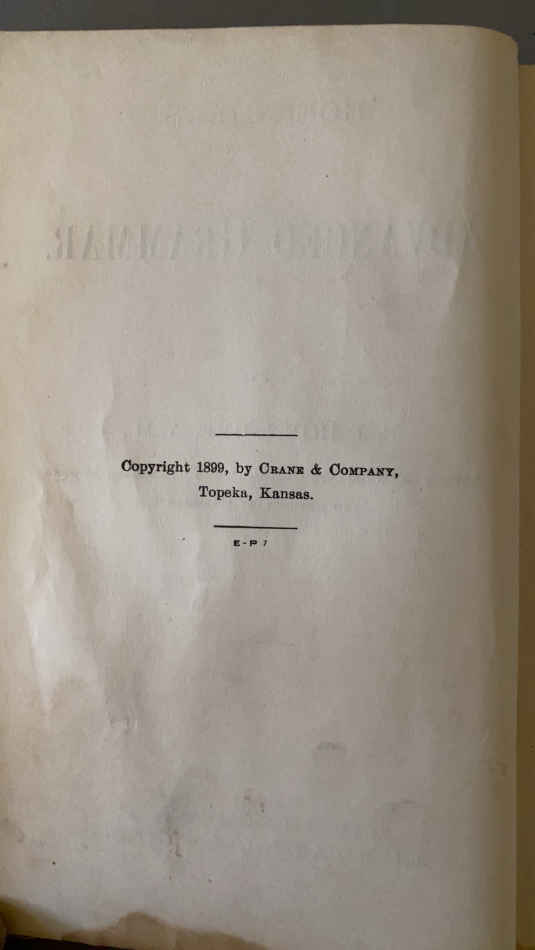 Copyright 1899, by CRANE & COMPANY,
Topeka, Kansas.
E-P 7